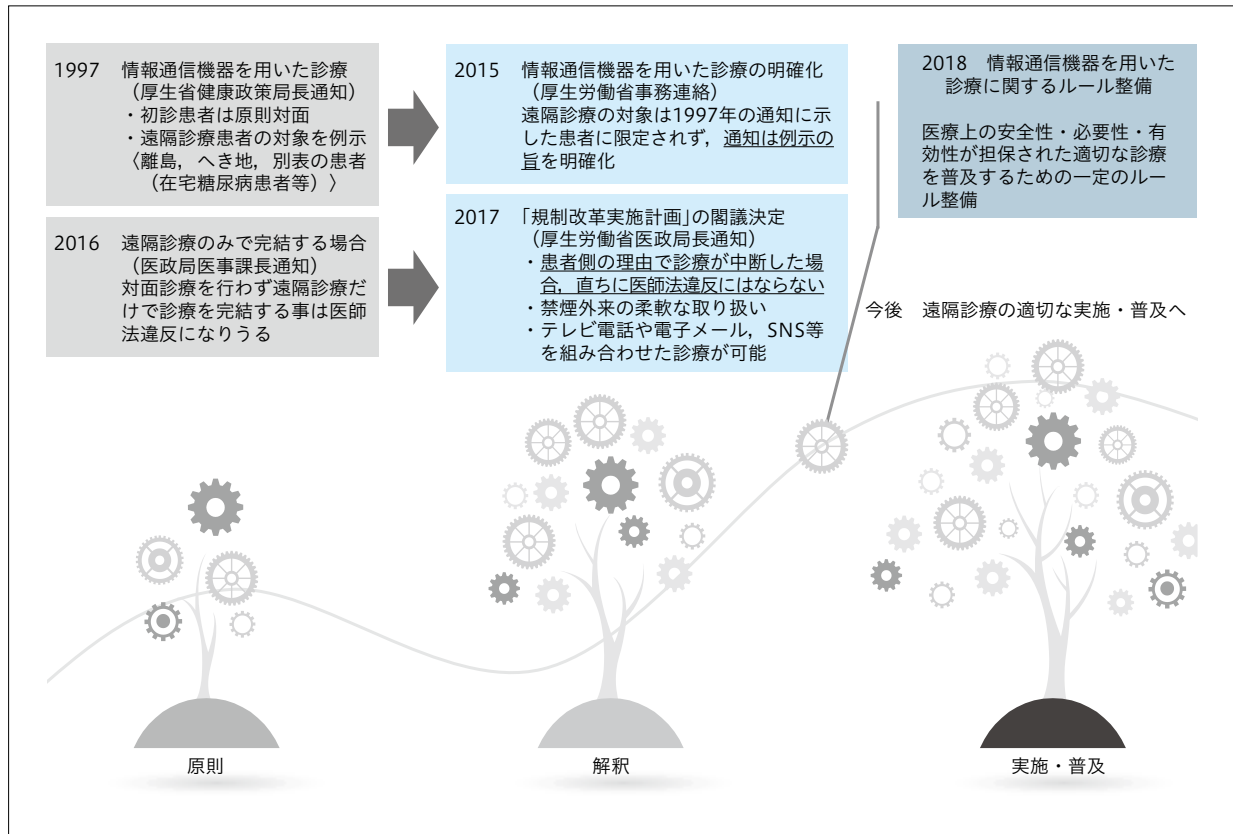 1997 情報通信機器を用いた診療
（厚生省健康政策局長通知）
・初診患者は原則対面
・遠隔診療患者の対象を例示
〈離島，へき地，別表の患者
（在宅糖尿病患者等）〉
2016 遠隔診療のみで完結する場合
（医政局医事課長通知）
対面診療を行わず遠隔診療だ
けで診療を完結する事は医師
法違反になりうる
2015 情報通信機器を用いた診療の明確化
（厚生労働省事務連絡）
遠隔診療の対象は1997年の通知に示
した患者に限定されず，通知は例示の
旨を明確化
2017 「規制改革実施計画」の閣議決定
（厚生労働省医政局長通知）
・患者側の理由で診療が中断した場
合，直ちに医師法違反にはならない
・禁煙外来の柔軟な取り扱い
・テレビ電話や電子メール，SNS等
を組み合わせた診療が可能
2018 情報通信機器を用いた
診療に関するルール整備
医療上の安全性・必要性・有
効性が担保された適切な診療
を普及するための一定のルー
ル整備
今後 遠隔診療の適切な実施・普及へ
原則
解釈
実施・普及